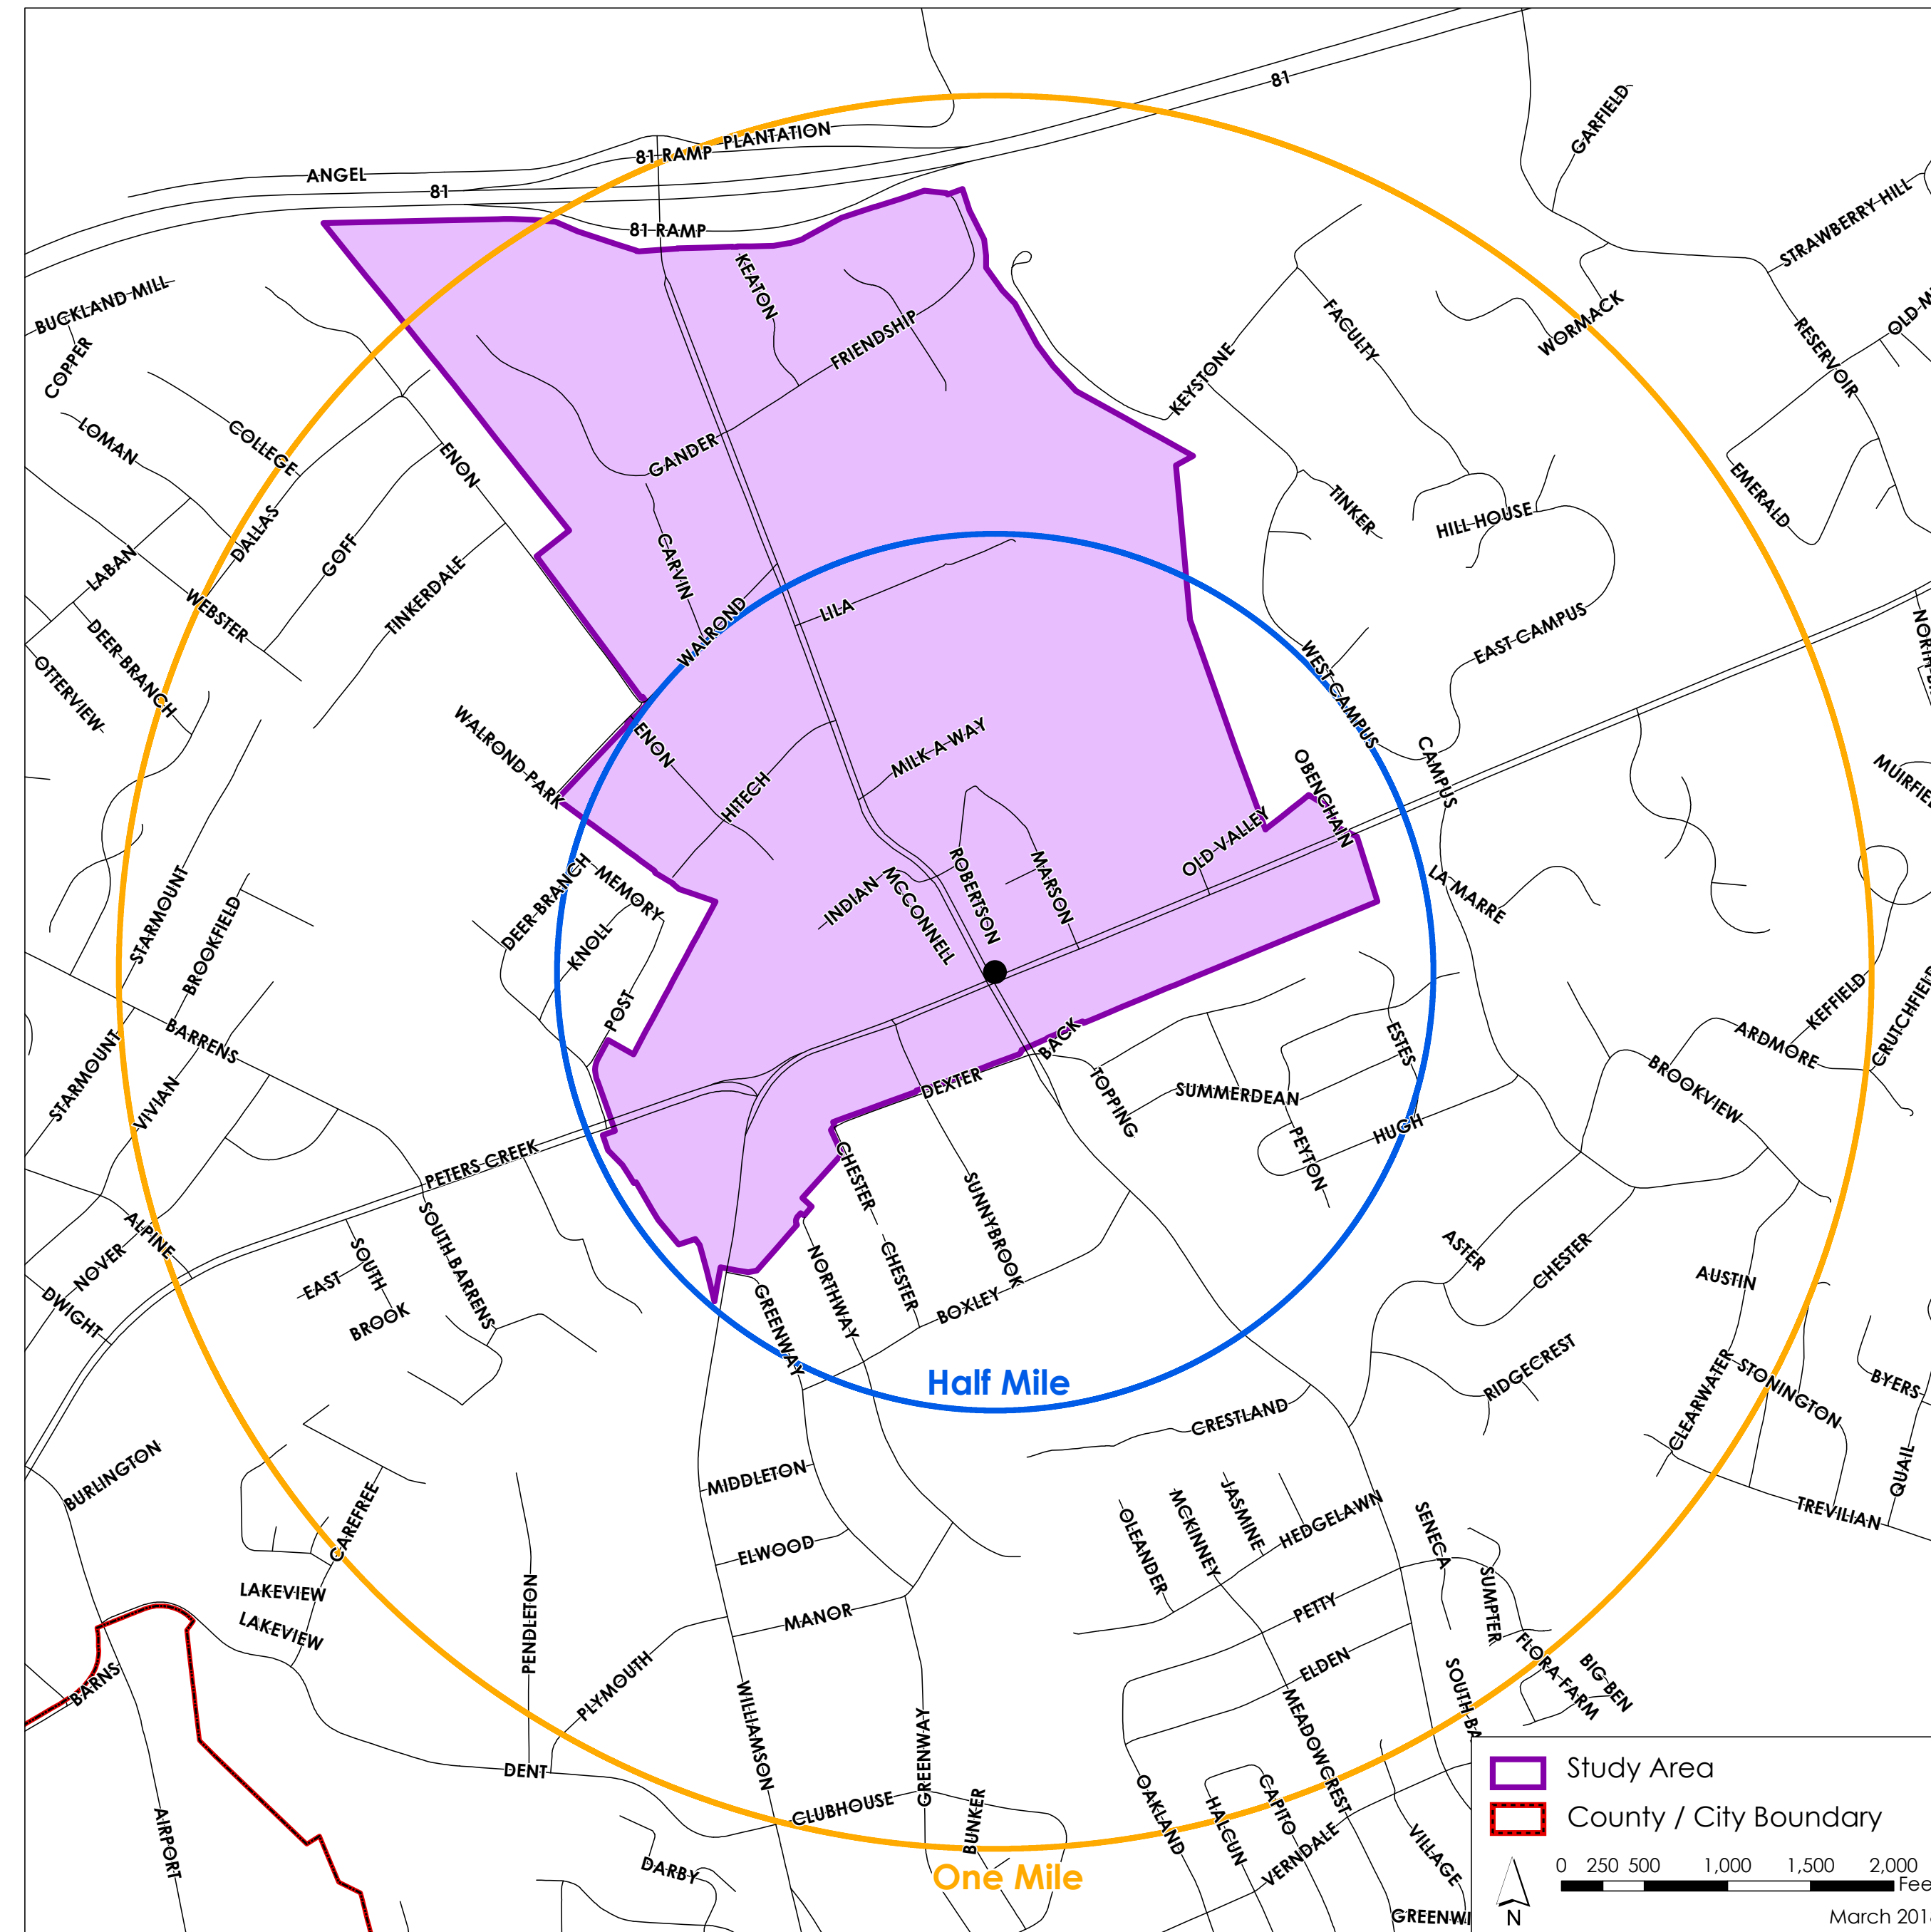 81
GARFIELD
PLANTATION
81 RAMP
ANGEL
81
STRAWBERRY HILL
81 RAMP
KEATON
BUCKLAND MILL
COPPER
FRIENDSHIP
FACULTY
WORMACK
RESERVOIR
KEYSTONE
LOMAN
COLLEGE
ENON
GANDER
TINKER
HILL HOUSE
EMERALD
DALLAS
GOFF
LABAN
CARVIN
TINKERDALE
WEBSTER
WALROND
LILA
EAST CAMPUS
DEER BRANCH
OTTERVIEW
WEST CAMPUS
WALROND PARK
ENON
MILK A WAY
CAMPUS
OBENCHAIN
HITECH
OLD VALLEY
STARMOUNT
DEER BRANCH
MEMORY
INDIAN
MCCONNELL
ROBERTSON
MARSON
LA MARRE
BROOKFIELD
KNOLL
POST
KEFFIELD
CRUTCHFIELD
BARRENS
STARMOUNT
VIVIAN
BACK
ESTES
ARDMORE
BROOKVIEW
DEXTER
TOPPING
SUMMERDEAN
HUGH
PEYTON
PETERS CREEK
CHESTER
SUNNYBROOK
ALPINE
NOVER
DWIGHT
SOUTH BARRENS
SOUTH
EAST
BROOK
CHESTER
NORTHWAY
GREENWAY
BOXLEY
ASTER
CHESTER
AUSTIN
Half Mile
RIDGECREST
CLEARWATER
STONINGTON
BYERS
CRESTLAND
BURLINGTON
MIDDLETON
QUAIL
TREVILIAN
CAREFREE
OLEANDER
MCKINNEY
JASMINE
HEDGELAWN
SENECA
ELWOOD
LAKEVIEW
LAKEVIEW
PENDLETON
MANOR
PETTY
SUMPTER
ELDEN
FLORA FARM
BIG BEN
BARNS
PLYMOUTH
WILLIAMSON
GREENWAY
MEADOWCREST
SOUTH BA
DENT
CLUBHOUSE
BUNKER
OAKLAND
HALCUN
CAPITO
VERNDALE
VILLAGE
AIRPORT
DARBY
One Mile
GREENWI
Study Area
County / City Boundary
0 250 500 1,000 1,500 2,000
Fee
N
March 201